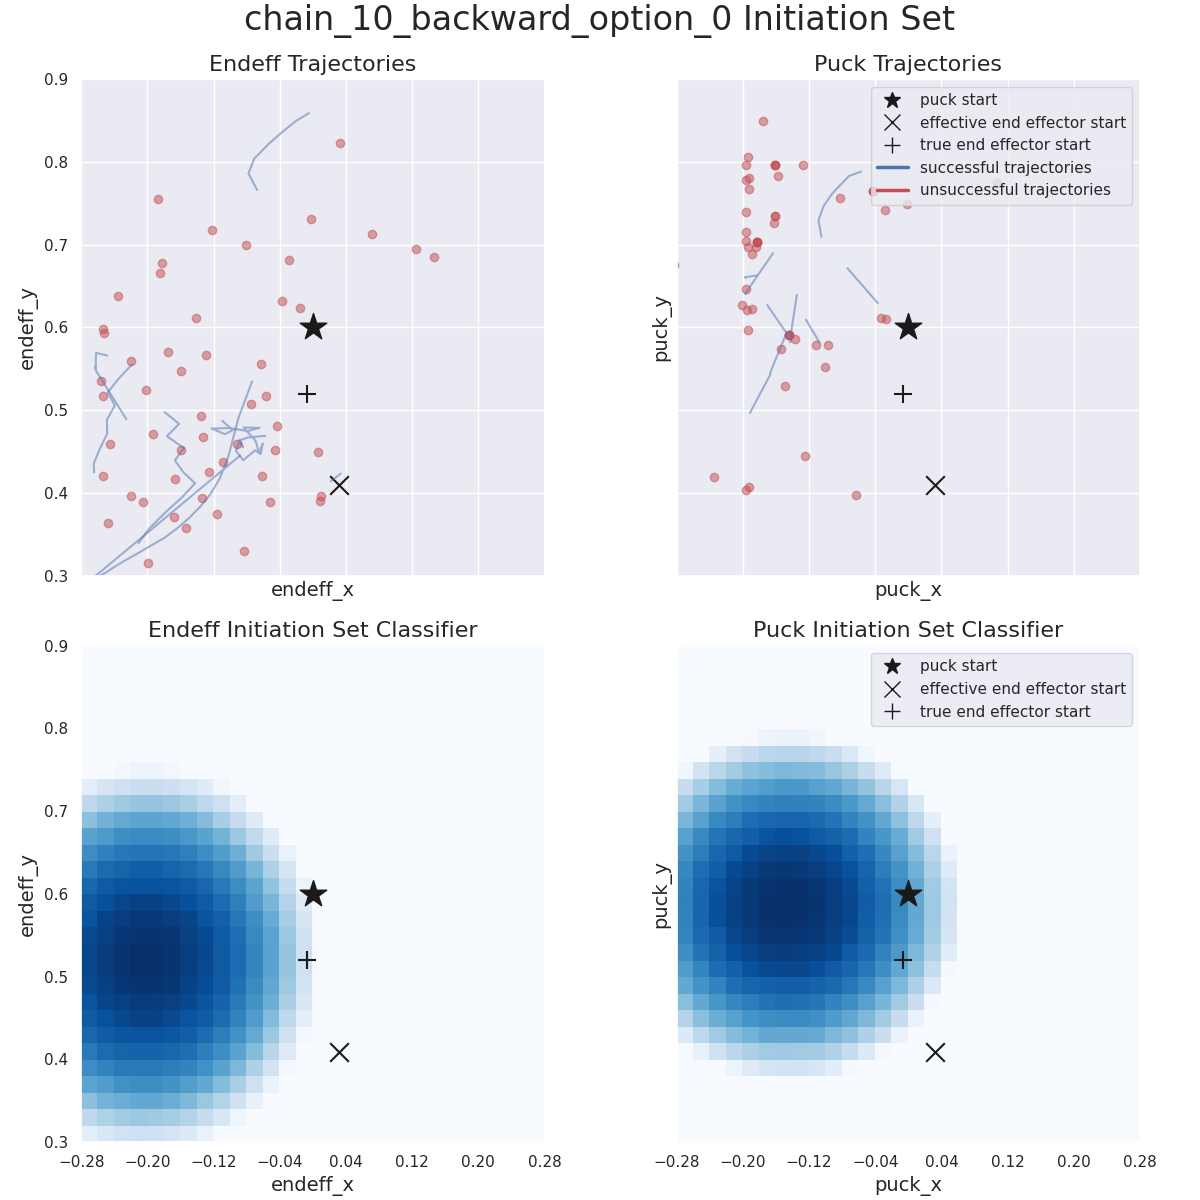 chain_10_backward_option_0 Initiation Set
Endeff Trajectories
0.9
0.8
0.7
0.6
0.5
0.4
0.3
endeff_y
endeff_x
Puck Trajectories
puck start
effective end effector start
true end effector start
successful trajectories
unsuccessful trajectories
puck_y
puck_x
Endeff Initiation Set Classifier
0.9
0.8
0.7
0.6
0.5
0.4
0.3
endeff_y
−0.28 −0.20 −0.12 −0.04 0.04 0.12 0.20 0.28
endeff_x
Puck Initiation Set Classifier
puck start
effective end effector start
true end effector start
puck_y
−0.28 −0.20 −0.12 −0.04 0.04 0.12 0.20 0.28
puck_x